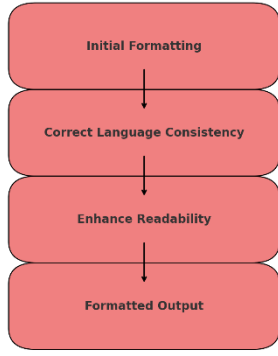 Initial Formatting
Correct Language Consistency
Enhance Readability
Formatted Output